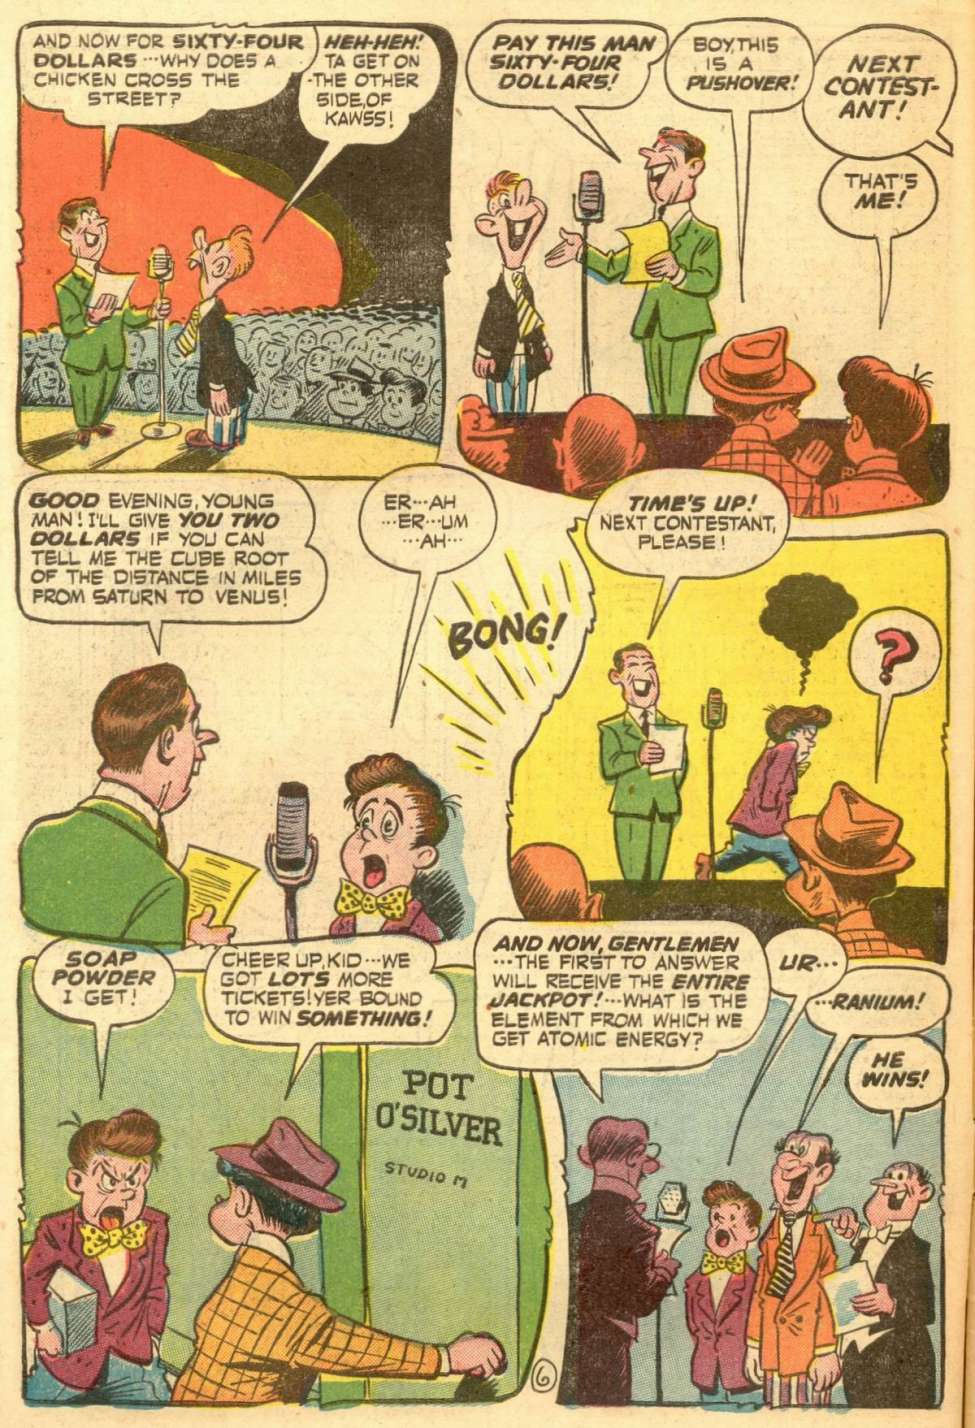 AND NOW FOR SIXTY-FOUR
DOLLARS ... WHY DOES A
CHICKEN CROSS THE
STREET?
HEH-HEH!
TA GET ON
-THE OTHER
SIDE, OF
KAWSS!
PAY THIS MAN
SIXTY-FOUR
DOLLARS!
BOY, THIS
IS A
PUSHOVER!
NEXT
CONTEST-
ANT!
THAT'S
ME!
GOOD EVENING, YOUNG
MAN! I'LL GIVE YOU TWO
DOLLARS IF YOU CAN
TELL ME THE CUBE ROOT
OF THE DISTANCE IN MILES
FROM SATURN TO VENUS!
ER...AH
...ER...UM
...AH...
BONG!
TIME'S UP!
NEXT CONTESTANT,
PLEASE!
?
SOAP
POWDER
I GET!
CHEER UP, KID...WE
GOT LOTS MORE
TICKETS! YER BOUND
TO WIN SOMETHING!
POT
O'SILVER
STUDIO M
AND NOW, GENTLEMEN
...THE FIRST TO ANSWER
WILL RECEIVE THE ENTIRE
JACKPOT!...WHAT IS THE
ELEMENT FROM WHICH WE
GET ATOMIC ENERGY?
UR...
...RANIUM!
HE
WINS!
6